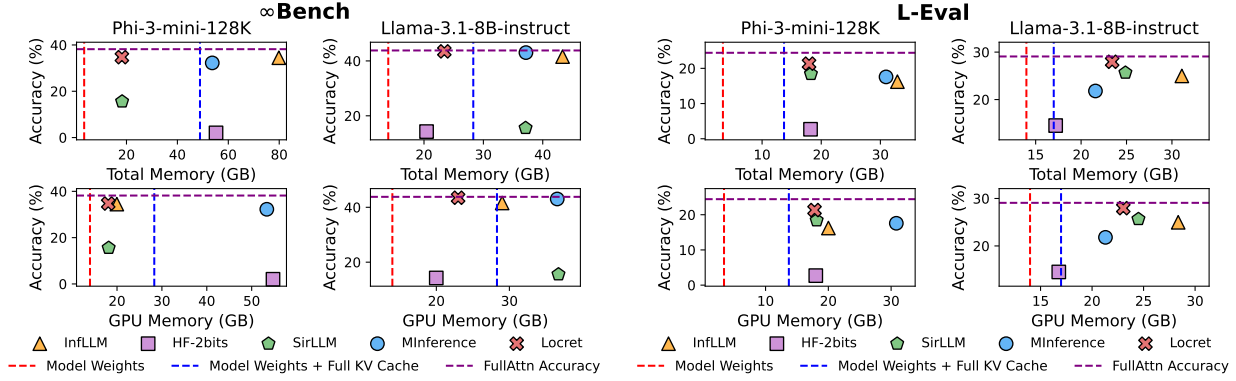 ∞Bench
L-Eval
Phi-3-mini-128K
Llama-3.1-8B-instruct
Phi-3-mini-128K
Llama-3.1-8B-instruct
Accuracy (%)
40
20
0
20
40
60
80
Total Memory (GB)
Accuracy (%)
40
20
20
30
40
Total Memory (GB)
Accuracy (%)
20
10
0
10
20
30
Total Memory (GB)
Accuracy (%)
30
20
15
20
25
30
Total Memory (GB)
Accuracy (%)
40
20
0
20
30
40
50
GPU Memory (GB)
Accuracy (%)
40
20
20
30
GPU Memory (GB)
Accuracy (%)
20
10
0
10
20
30
GPU Memory (GB)
Accuracy (%)
30
20
15
20
25
30
GPU Memory (GB)
InfLLM HF-2bits SirLLM MInference Locret
Model Weights Model Weights + Full KV Cache FullAttn Accuracy
InfLLM HF-2bits SirLLM MInference Locret
Model Weights Model Weights + Full KV Cache FullAttn Accuracy